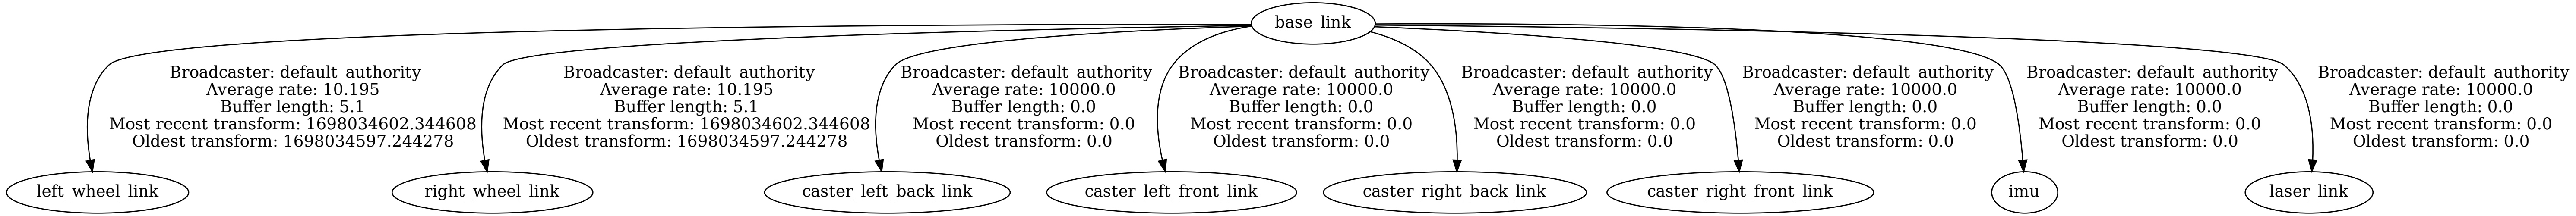 base_link
Broadcaster: default_authority
Average rate: 10.195
Buffer length: 5.1
Most recent transform: 1698034602.344608
Oldest transform: 1698034597.244278
Broadcaster: default_authority
Average rate: 10.195
Buffer length: 5.1
Most recent transform: 1698034602.344608
Oldest transform: 1698034597.244278
Broadcaster: default_authority
Average rate: 10000.0
Buffer length: 0.0
Most recent transform: 0.0
Oldest transform: 0.0
Broadcaster: default_authority
Average rate: 10000.0
Buffer length: 0.0
Most recent transform: 0.0
Oldest transform: 0.0
Broadcaster: default_authority
Average rate: 10000.0
Buffer length: 0.0
Most recent transform: 0.0
Oldest transform: 0.0
Broadcaster: default_authority
Average rate: 10000.0
Buffer length: 0.0
Most recent transform: 0.0
Oldest transform: 0.0
Broadcaster: default_authority
Average rate: 10000.0
Buffer length: 0.0
Most recent transform: 0.0
Oldest transform: 0.0
Broadcaster: default_authority
Average rate: 10000.0
Buffer length: 0.0
Most recent transform: 0.0
Oldest transform: 0.0
left_wheel_link
right_wheel_link
caster_left_back_link
caster_left_front_link
caster_right_back_link
caster_right_front_link
imu
laser_link